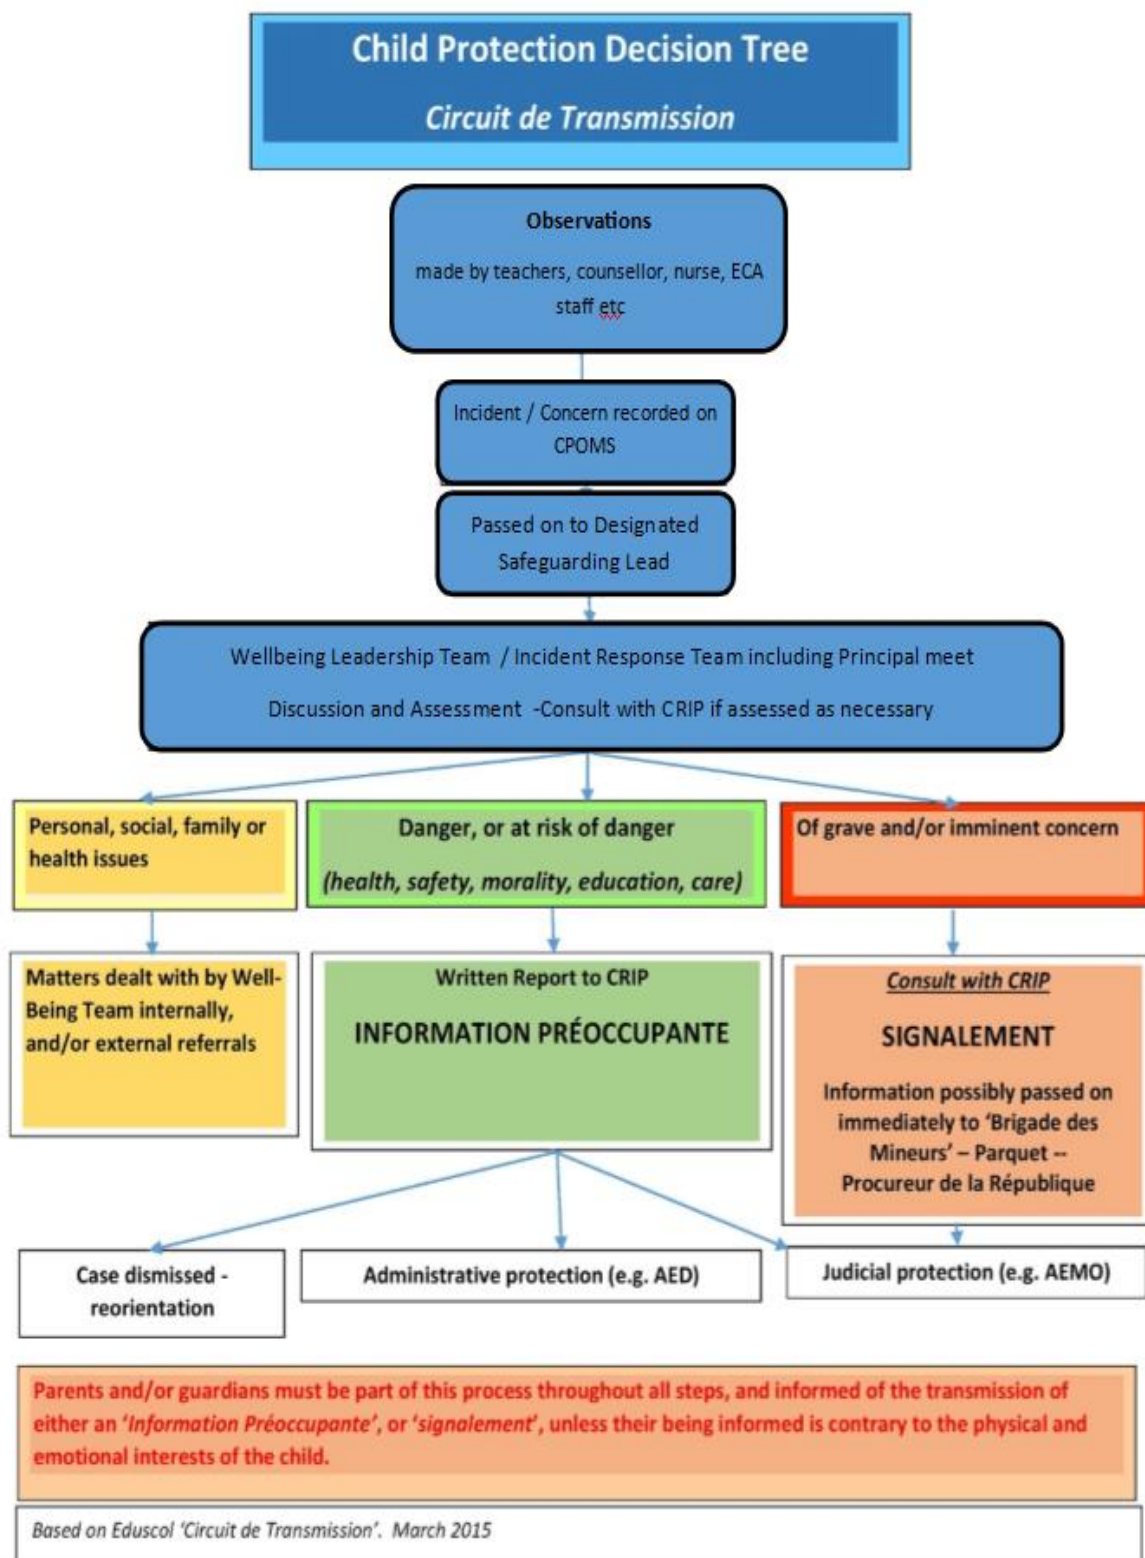 Child Protection Decision Tree
Circuit de Transmission
Observations
made by teachers, counsellor, nurse, ECA
staff etc
Incident / Concern recorded on
CPOMS
Passed on to Designated
Safeguarding Lead
Wellbeing Leadership Team / Incident Response Team including Principal meet
Discussion and Assessment -Consult with CRIP if assessed as necessary
Personal, social, family or
health issues
Danger, or at risk of danger
(health, safety, morality, education, care)
Of grave and/or imminent concern
Matters dealt with by Well-
Being Team internally,
and/or external referrals
Written Report to CRIP
INFORMATION PRÉOCCUPANTE
Consult with CRIP
SIGNALEMENT
Information possibly passed on
immediately to ‘Brigade des
Mineurs’ – Parquet --
Procureur de la République
Case dismissed -
reorientation
Administrative protection (e.g. AED)
Judicial protection (e.g. AEMO)
Parents and/or guardians must be part of this process throughout all steps, and informed of the transmission of
either an ‘Information Préoccupante’, or ‘signalement’, unless their being informed is contrary to the physical and
emotional interests of the child.
Based on Eduscol ‘Circuit de Transmission’. March 2015